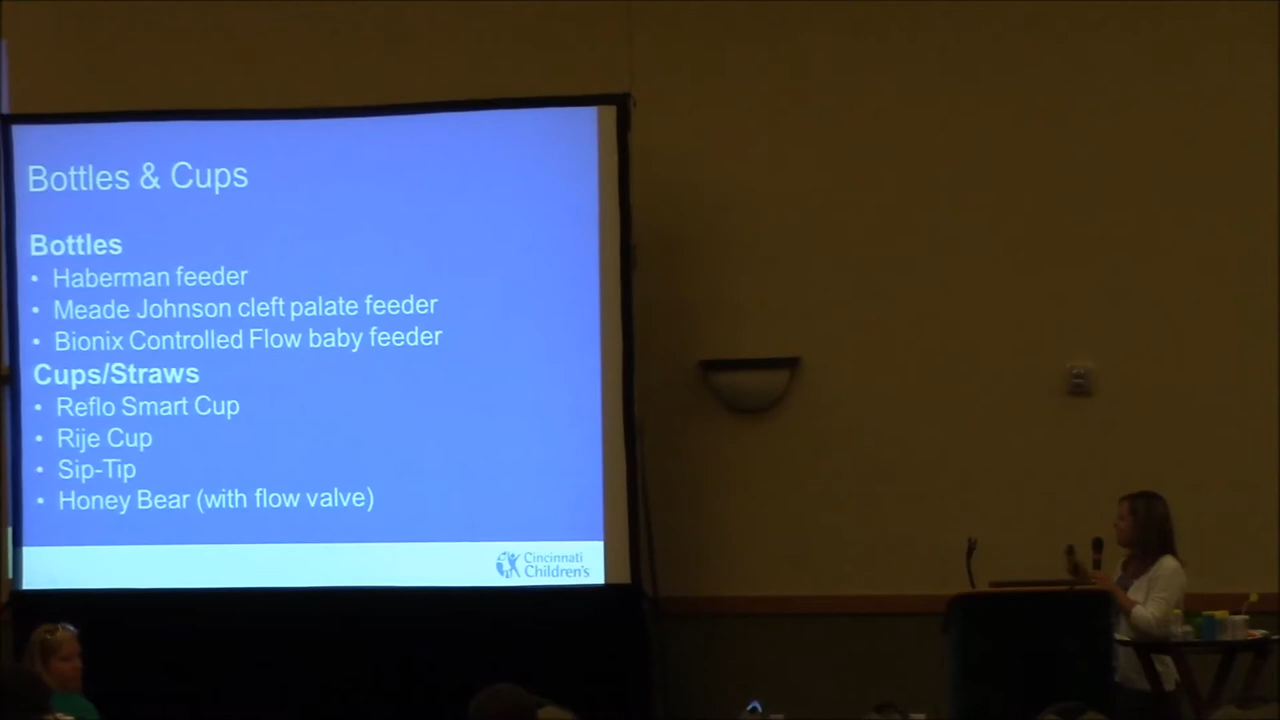 Bottles & Cups
Bottles
• Haberman feeder
• Meade Johnson cleft palate feeder
• Bionix Controlled Flow baby feeder
Cups/Straws
• Reflo Smart Cup
• Rije Cup
• Sip-Tip
• Honey Bear (with flow valve)
Cincinnati
Children's